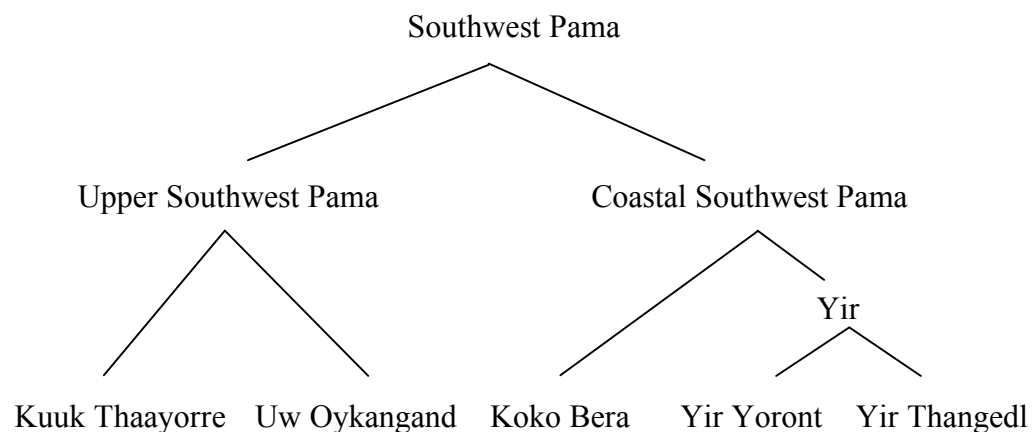 Southwest Pama
Upper Southwest Pama Coastal Southwest Pama
Yir
Kuuk Thaayorre Uw Oykangand Koko Bera Yir Yoront Yir Thangedl